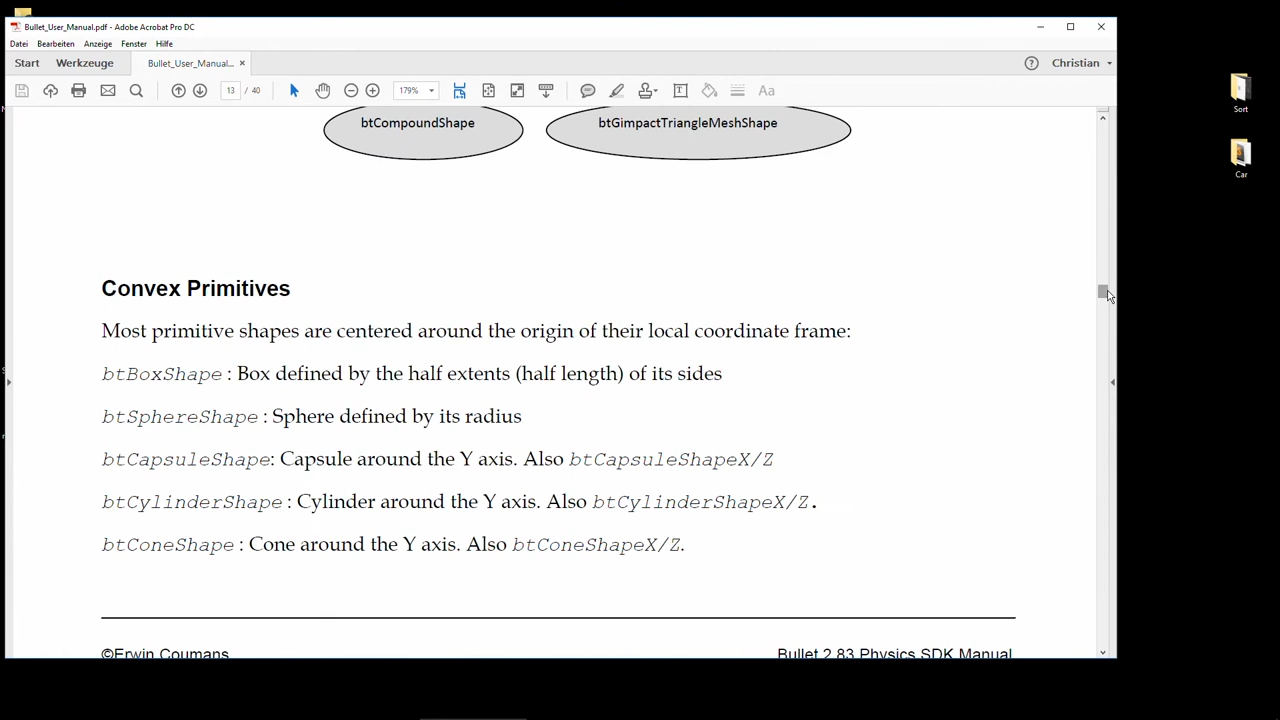 Bullet_User_Manual.pdf - Adobe Acrobat Pro DC
Datei Bearbeiten Anzeige Fenster Hilfe
Start Werkzeuge Bullet_User_Manual... × Christian
13 / 40 179% Aa
btCompoundShape btGimpactTriangleMeshShape
Sort
Car
Convex Primitives
Most primitive shapes are centered around the origin of their local coordinate frame:
btBoxShape : Box defined by the half extents (half length) of its sides
btSphereShape : Sphere defined by its radius
btCapsuleShape: Capsule around the Y axis. Also btCapsuleShapeX/Z
btCylinderShape : Cylinder around the Y axis. Also btCylinderShapeX/Z.
btConeShape : Cone around the Y axis. Also btConeShapeX/Z.
©Erwin Coumans Bullet 2.83 Physics SDK Manual